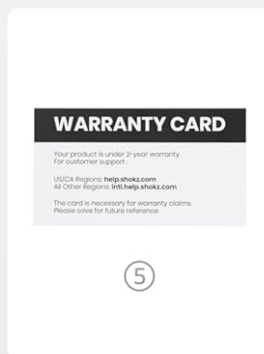 WARRANTY CARD
Your product is under 2-year warranty.
For customer support :
US/CA Regions: help.shokz.com
All Other Regions: intl.help.shokz.com
The card is necessary for warranty claims.
Please save for future reference
5